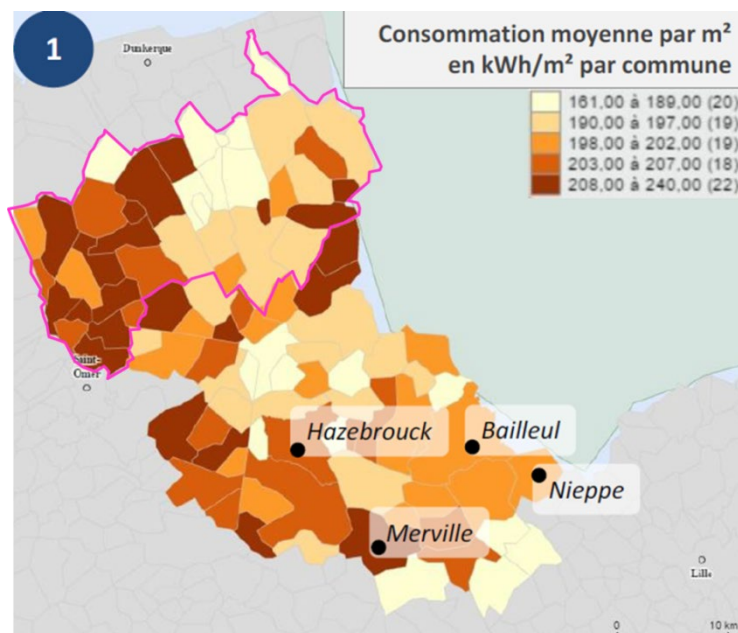 1
Consommation moyenne par m²
en kWh/m² par commune
Dunkerque
161,00 à 189,00 (20)
190,00 à 197,00 (19)
198,00 à 202,00 (19)
203,00 à 207,00 (18)
208,00 à 240,00 (22)
Saint-
Omer
Hazebrouck
Bailleul
Nieppe
Merville
Lille
0 10 km